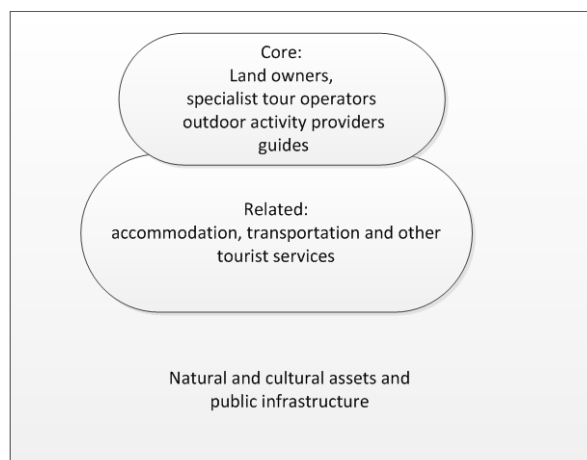 Core:
Land owners,
specialist tour operators
outdoor activity providers
guides
Related:
accommodation, transportation and other
tourist services
Natural and cultural assets and
public infrastructure